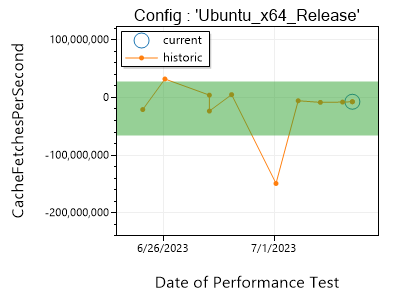 Config : 'Ubuntu_x64_Release'
current
historic
100,000,000
0
-100,000,000
-200,000,000
CacheFetchesPerSecond
6/26/2023
7/1/2023
Date of Performance Test